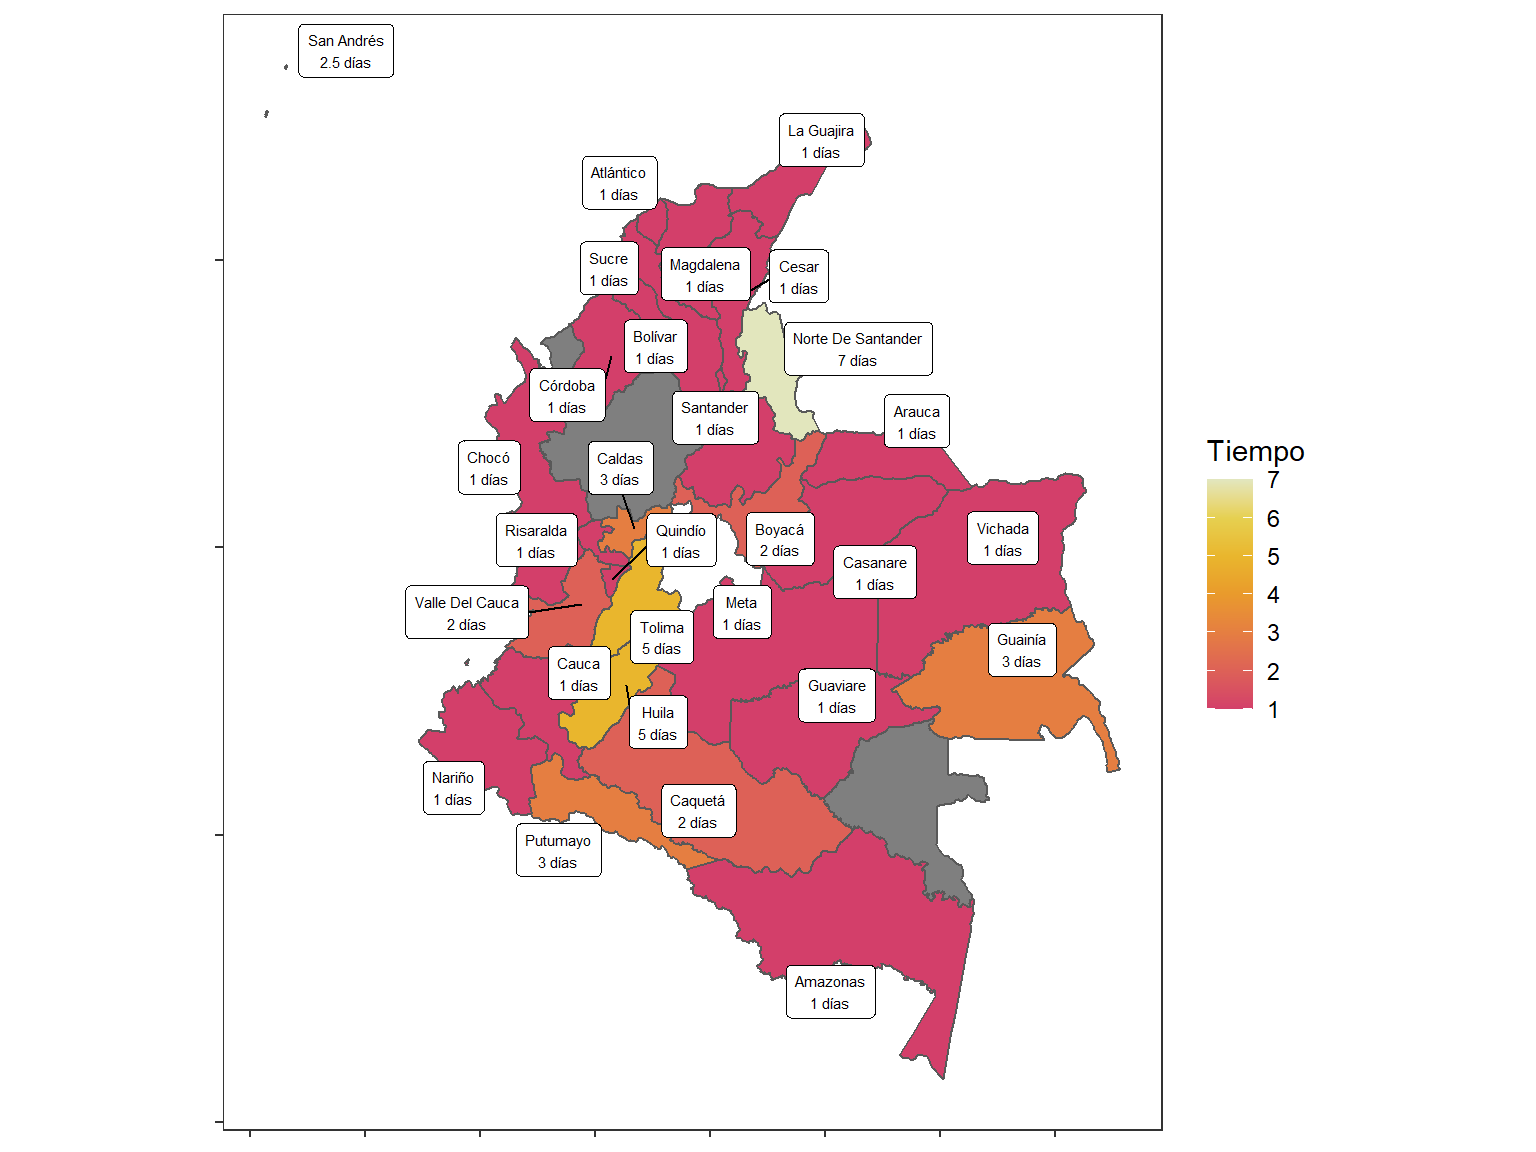 San Andrés
2.5 días
La Guajira
1 días
Atlántico
1 días
Sucre
1 días
Magdalena
1 días
Cesar
1 días
Bolívar
1 días
Norte De Santander
7 días
Córdoba
1 días
Santander
1 días
Arauca
1 días
Chocó
1 días
Caldas
3 días
Risaralda
1 días
Quindío
1 días
Boyacá
2 días
Vichada
1 días
Casanare
1 días
Valle Del Cauca
2 días
Meta
1 días
Tolima
5 días
Guainía
3 días
Cauca
1 días
Guaviare
1 días
Huila
5 días
Nariño
1 días
Caquetá
2 días
Putumayo
3 días
Amazonas
1 días
Tiempo
7
6
5
4
3
2
1